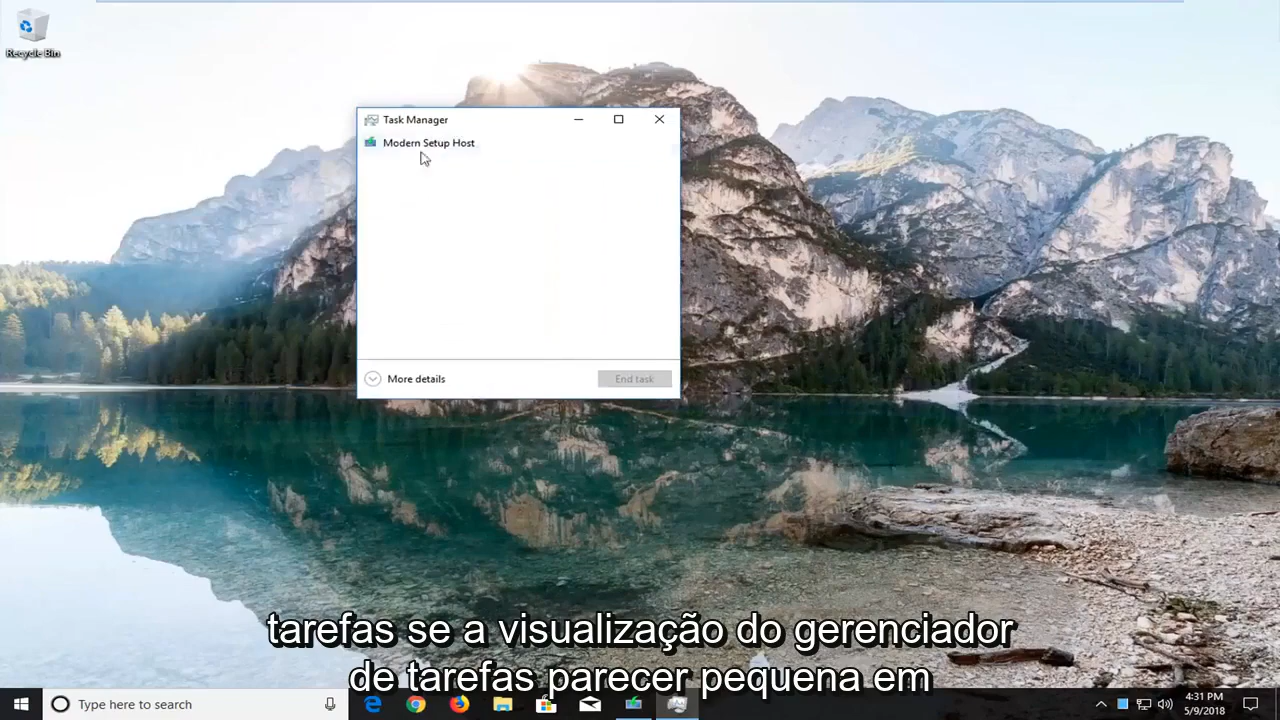 Recycle Bin
Task Manager
Modern Setup Host
More details
End task
tarefas se a visualização do gerenciador
de tarefas parecer pequena em
Type here to search
4:31 PM
5/9/2018